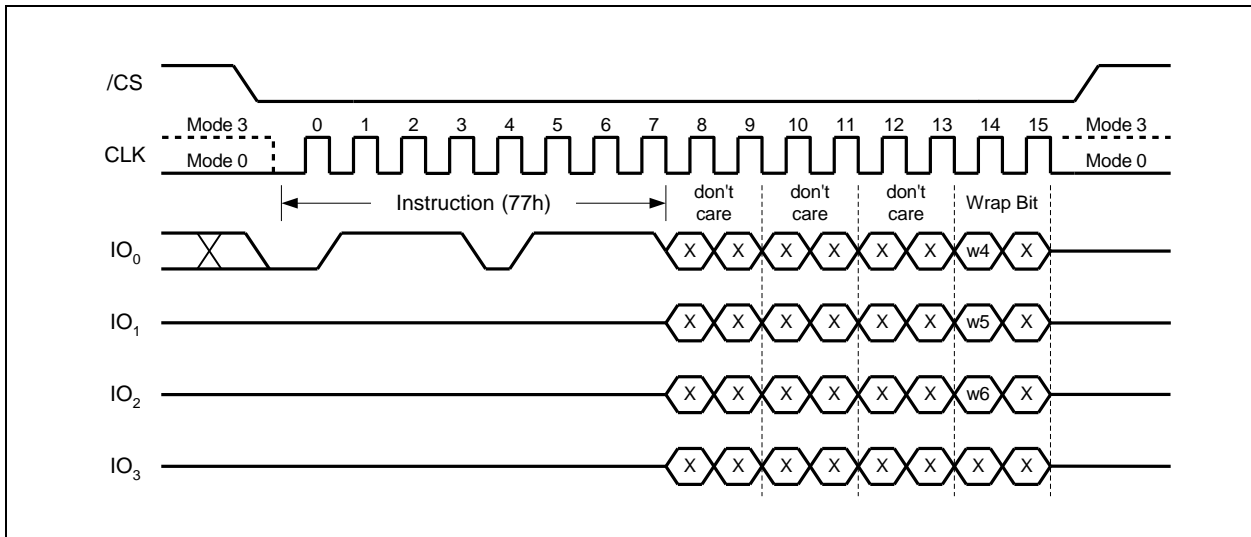 /CS
Mode 3 0 1 2 3 4 5 6 7 8 9 10 11 12 13 14 15 Mode 3
CLK Mode 0 Mode 0
Instruction (77h) don't care don't care don't care Wrap Bit
IO0 X X X X X X w4 X
IO1 X X X X X X w5 X
IO2 X X X X X X w6 X
IO3 X X X X X X X X